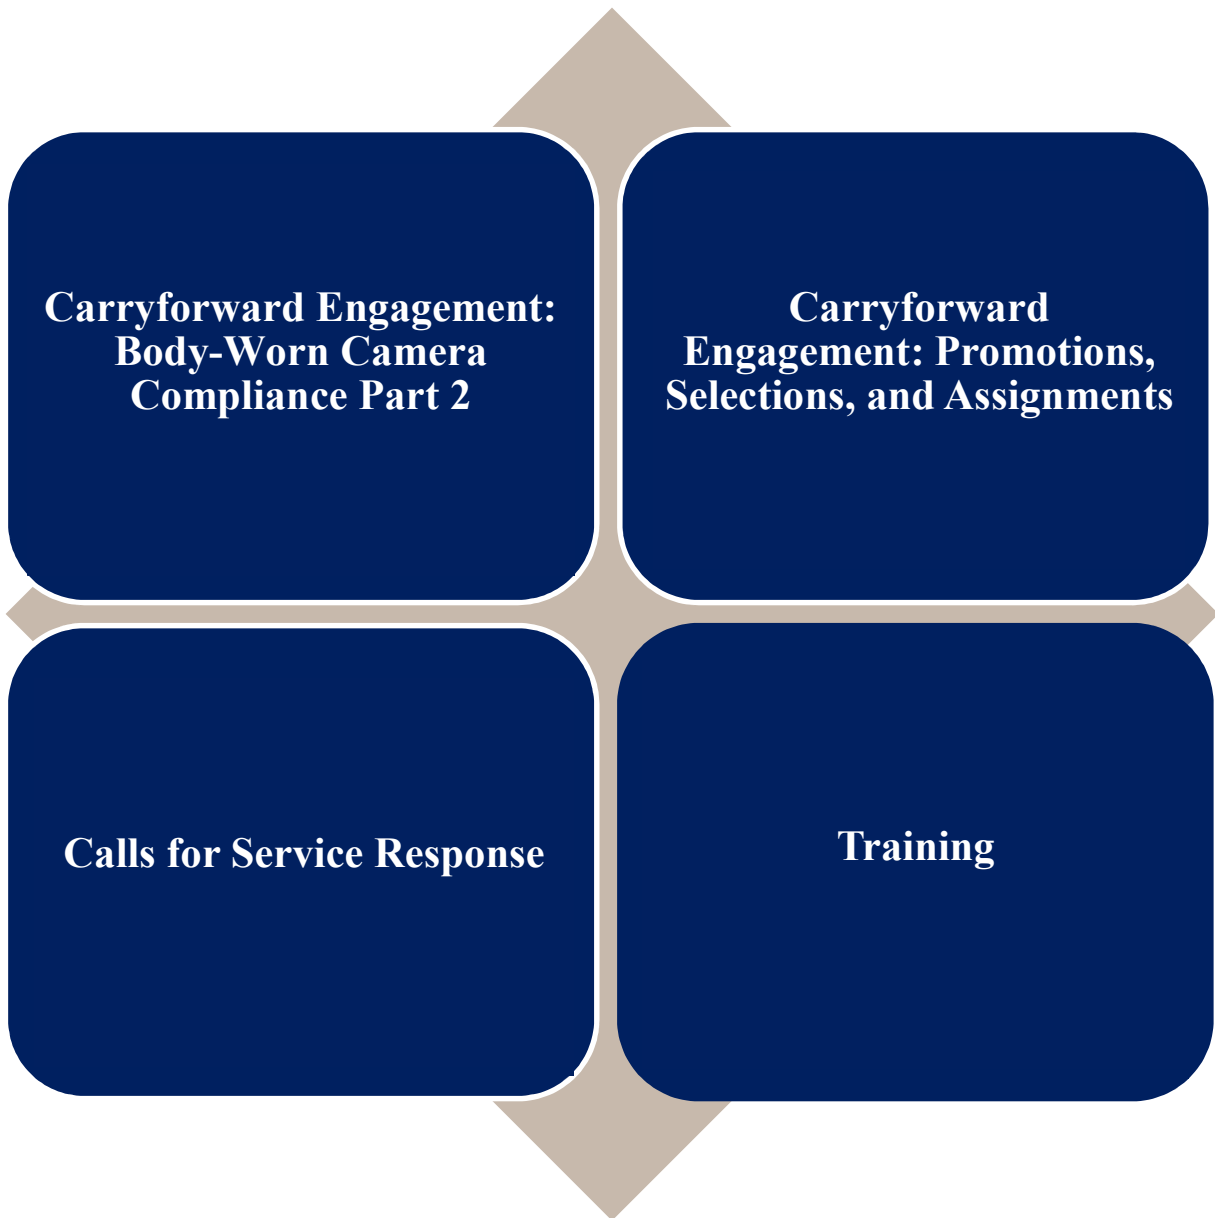 Carryforward Engagement:
Body-Worn Camera
Compliance Part 2
Carryforward
Engagement: Promotions,
Selections, and Assignments
Calls for Service Response
Training